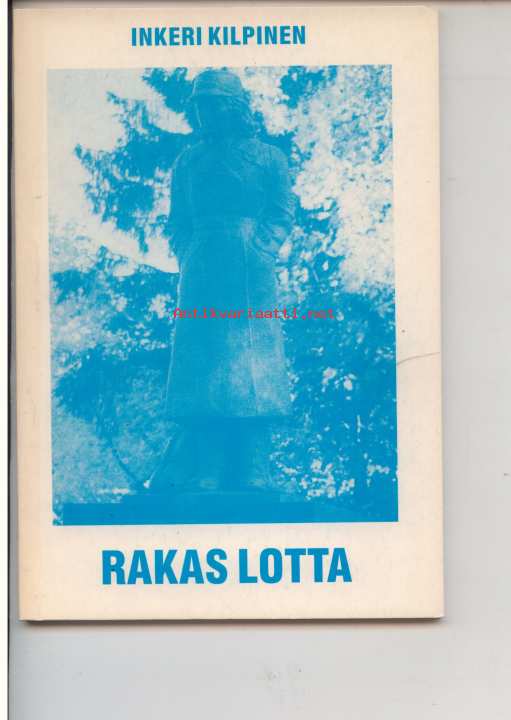 INKERI KILPINEN
Antikvariaatti.net
RAKAS LOTTA